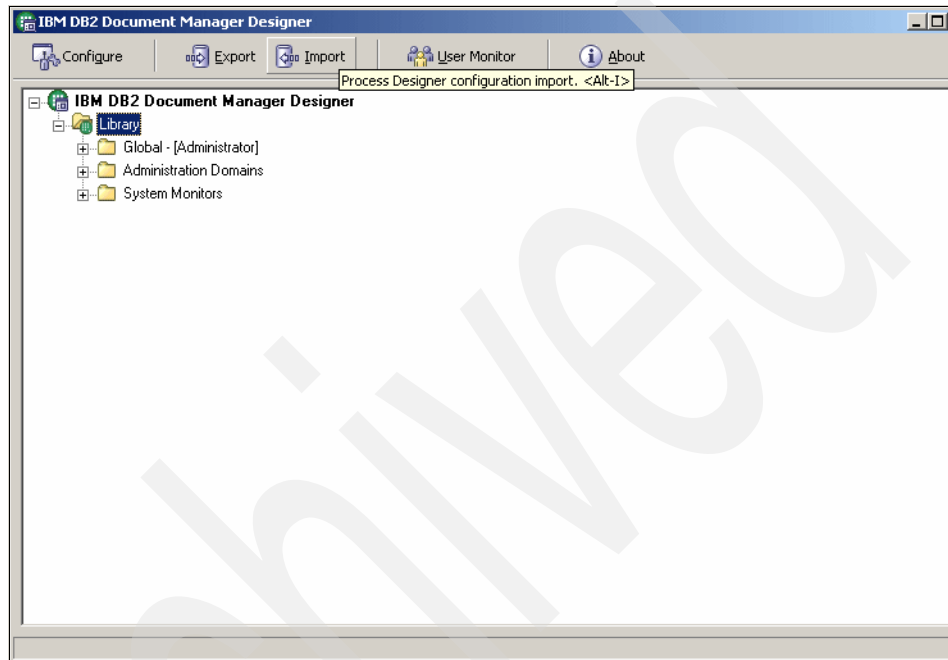 IBM DB2 Document Manager Designer
Configure Export Import User Monitor About
Process Designer configuration import. <Alt-I>
IBM DB2 Document Manager Designer
Library
Global - [Administrator]
Administration Domains
System Monitors
hived